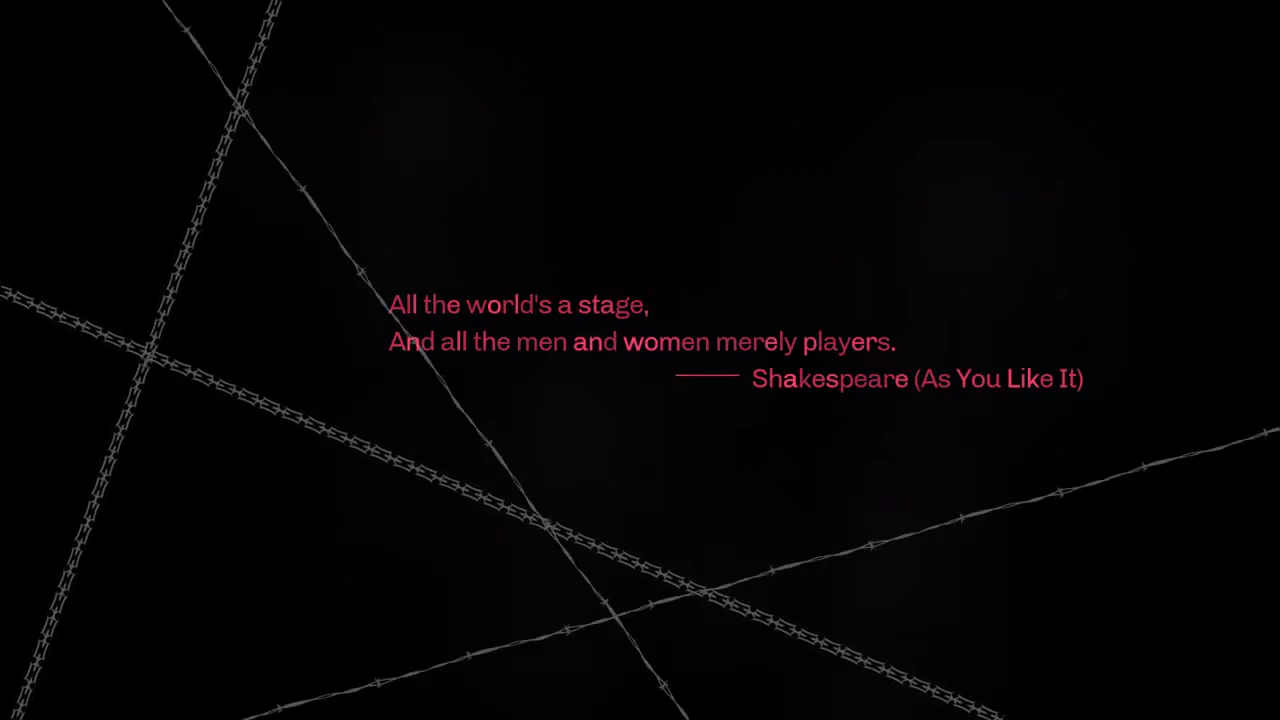 All the world's a stage,
And all the men and women merely players.
—— Shakespeare (As You Like It)